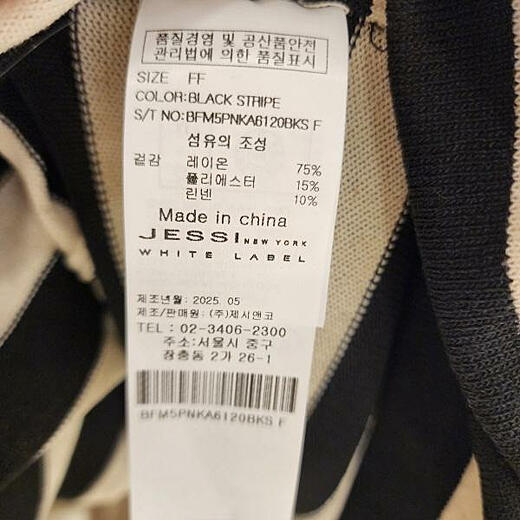 품질경영 및 공산품안전
관리법에 의한 품질표시
SIZE FF
COLOR:BLACK STRIPE
S/T NO:BFM5PNKA6120BKS F
섬유의 조성
겉감 레이온 75%
폴리에스터 15%
린넨 10%
Made in china
JESSI NEW YORK
WHITE LABEL
제조년월: 2025. 05
제조/판매원: (주)제시앤코
TEL : 02-3406-2300
주소:서울시 중구
장충동 2가 26-1
BFM5PNKA6120BKS F